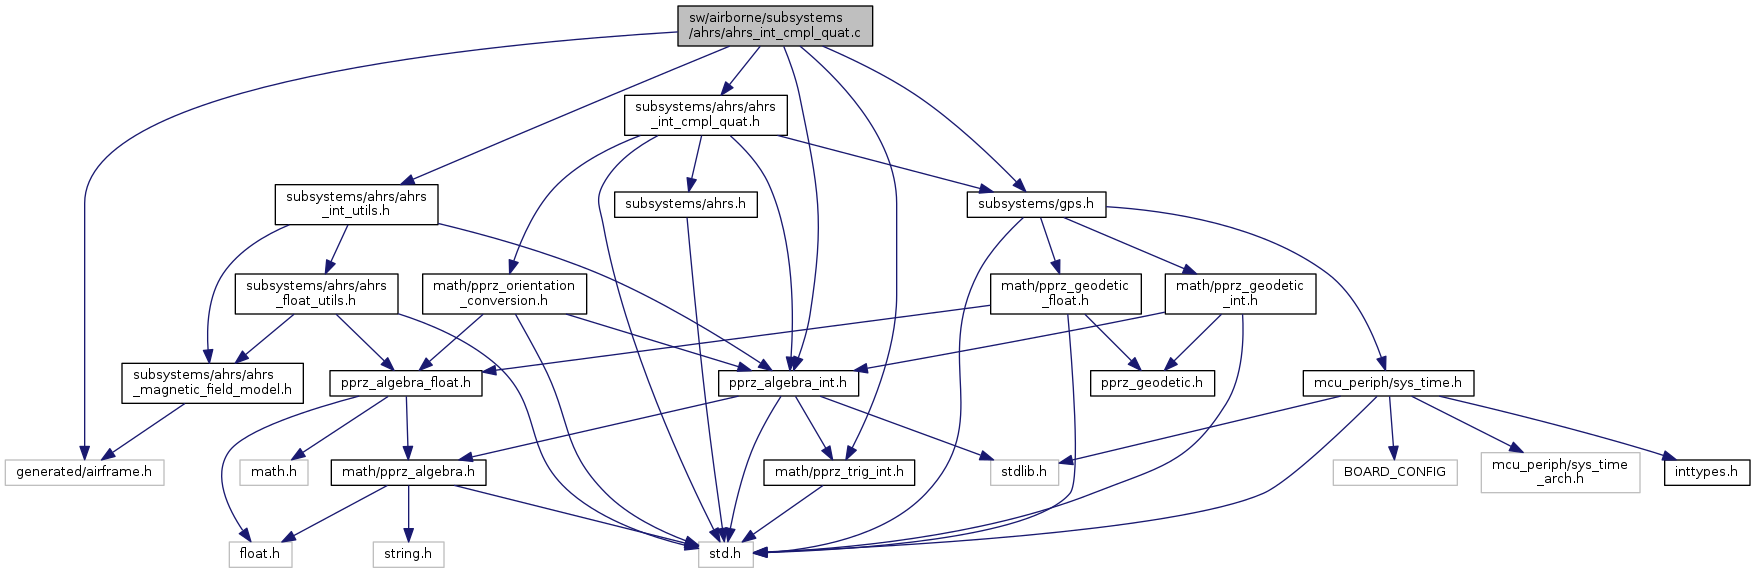 sw/airborne/subsystems
/ahrs/ahrs_int_cmpl_quat.c
subsystems/ahrs/ahrs
_int_cmpl_quat.h
subsystems/ahrs/ahrs
_int_utils.h
subsystems/ahrs.h
subsystems/gps.h
subsystems/ahrs/ahrs
_float_utils.h
math/pprz_orientation
_conversion.h
math/pprz_geodetic
_float.h
math/pprz_geodetic
_int.h
subsystems/ahrs/ahrs
_magnetic_field_model.h
pprz_algebra_float.h
pprz_algebra_int.h
pprz_geodetic.h
mcu_periph/sys_time.h
generated/airframe.h
math.h
math/pprz_algebra.h
math/pprz_trig_int.h
stdlib.h
BOARD_CONFIG
mcu_periph/sys_time
_arch.h
inttypes.h
float.h
string.h
std.h